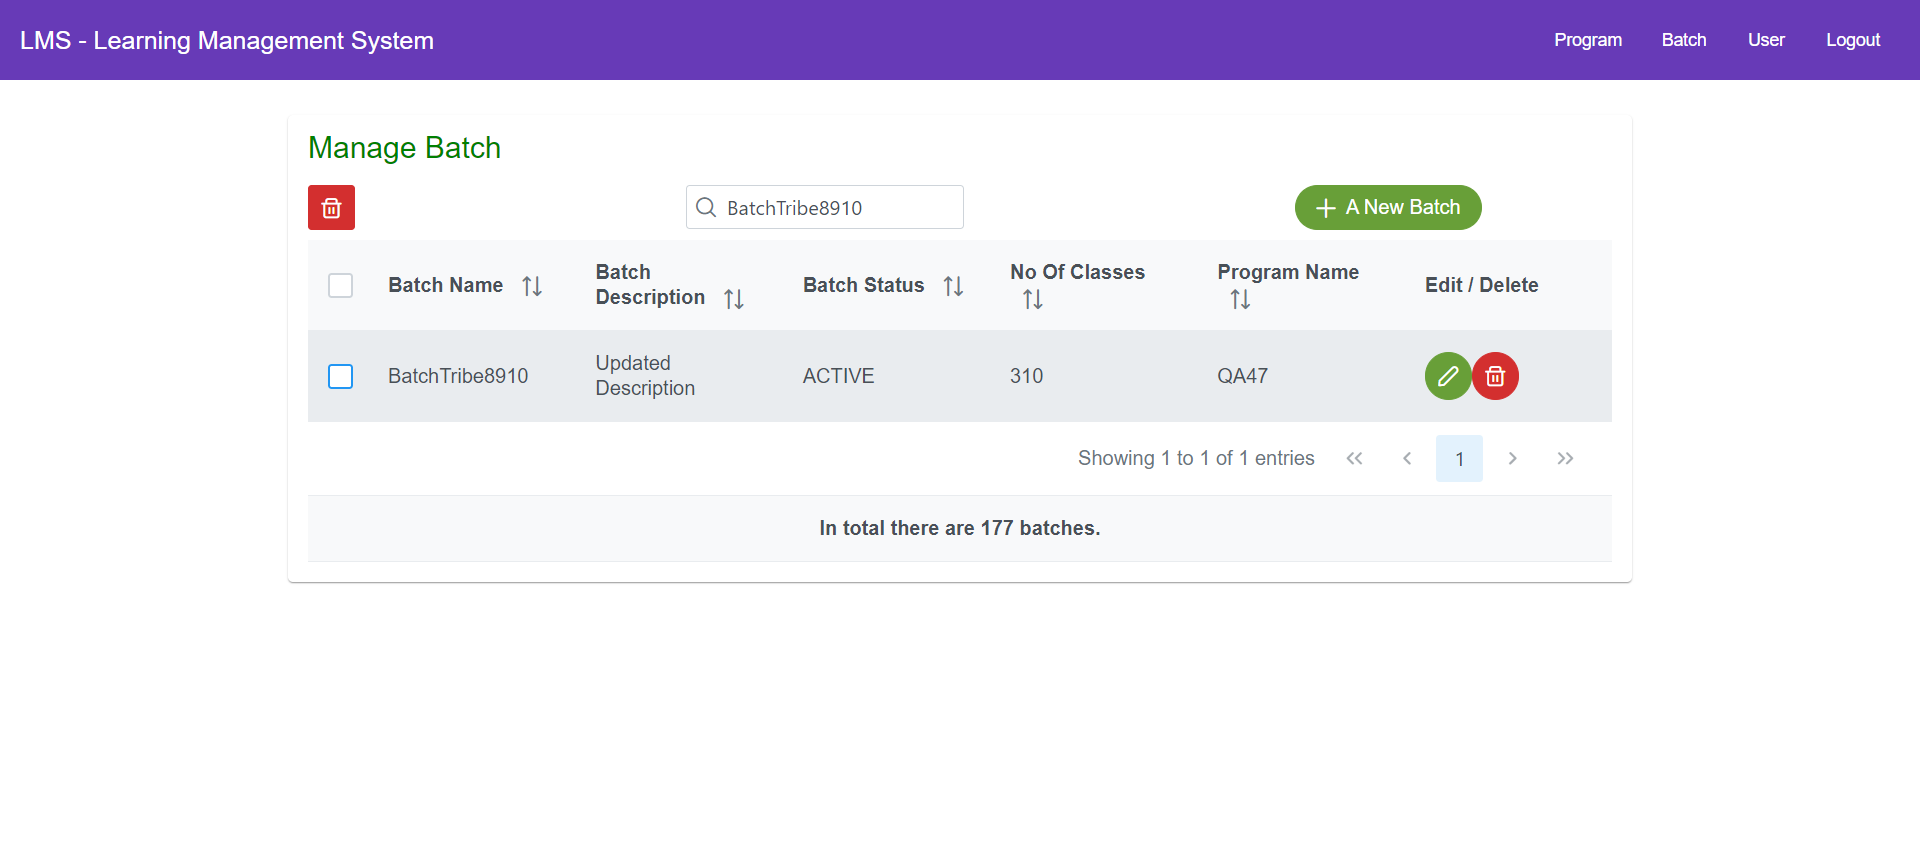 LMS - Learning Management System
Program Batch User Logout
Manage Batch
BatchTribe8910
A New Batch
Batch Name
Batch
Description
Batch Status
No Of Classes
Program Name
Edit / Delete
BatchTribe8910
Updated
Description
ACTIVE
310
QA47
Showing 1 to 1 of 1 entries
1
In total there are 177 batches.